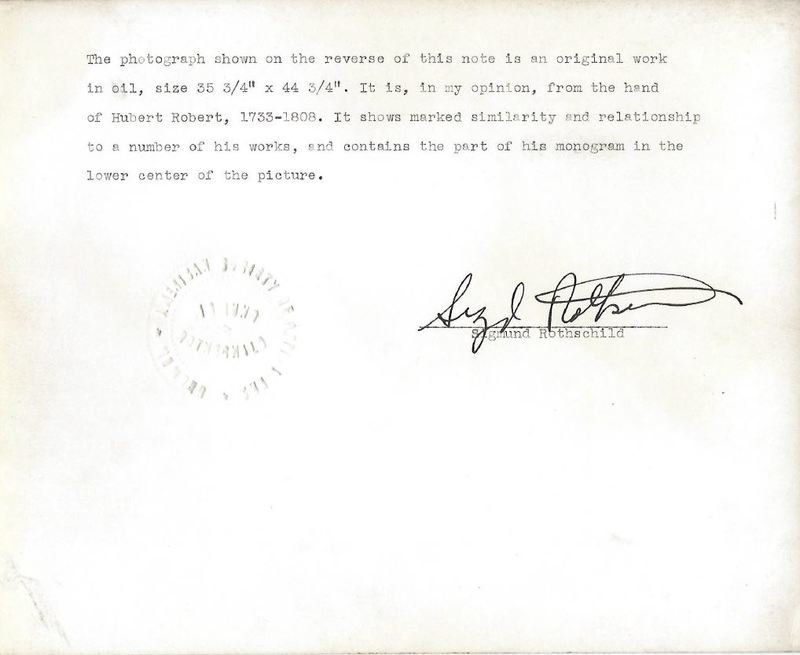 The photograph shown on the reverse of this note is an original work
in oil, size 35 3/4" x 44 3/4". It is, in my opinion, from the hand
of Hubert Robert, 1733-1808. It shows marked similarity and relationship
to a number of his works, and contains the part of his monogram in the
lower center of the picture.
Sigmund Rothschild